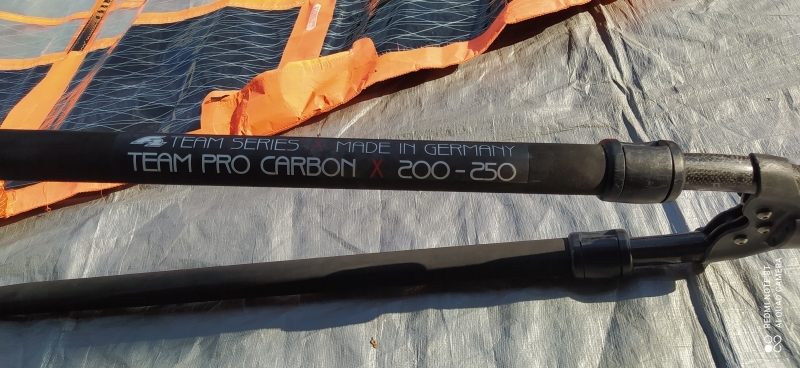 TEAM SERIES X MADE IN GERMANY
TEAM PRO CARBON X 200-250
REDMI NOTE 8T
AI QUAD CAMERA